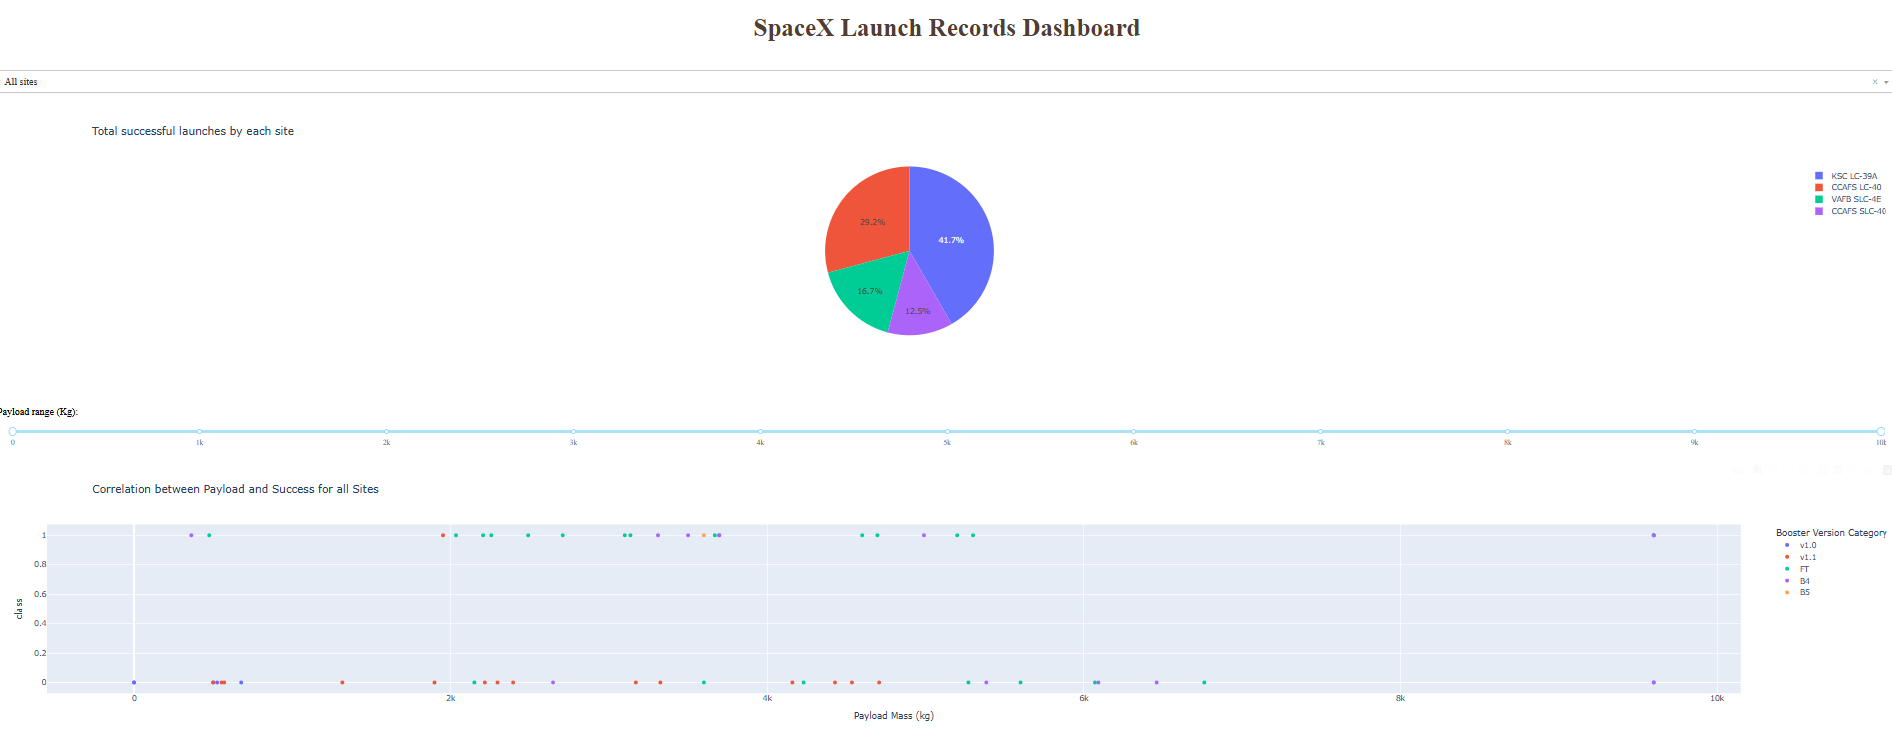 SpaceX Launch Records Dashboard
All sites
Total successful launches by each site
KSC LC-39A
CCAFS LC-40
VAFB SLC-4E
CCAFS SLC-40
29.2%
41.7%
16.7%
12.5%
Payload range (Kg):
0 1k 2k 3k 4k 5k 6k 7k 8k 9k 10k
Correlation between Payload and Success for all Sites
Booster Version Category
v1.0
v1.1
FT
B4
B5
class
1
0.8
0.6
0.4
0.2
0
0 2k 4k 6k 8k 10k
Payload Mass (kg)